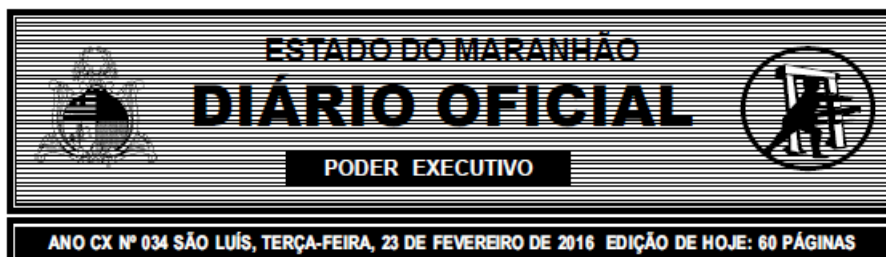 ESTADO DO MARANHÃO
DIÁRIO OFICIAL
PODER EXECUTIVO
ANO CX Nº 034 SÃO LUÍS, TERÇA-FEIRA, 23 DE FEVEREIRO DE 2016 EDIÇÃO DE HOJE: 60 PÁGINAS